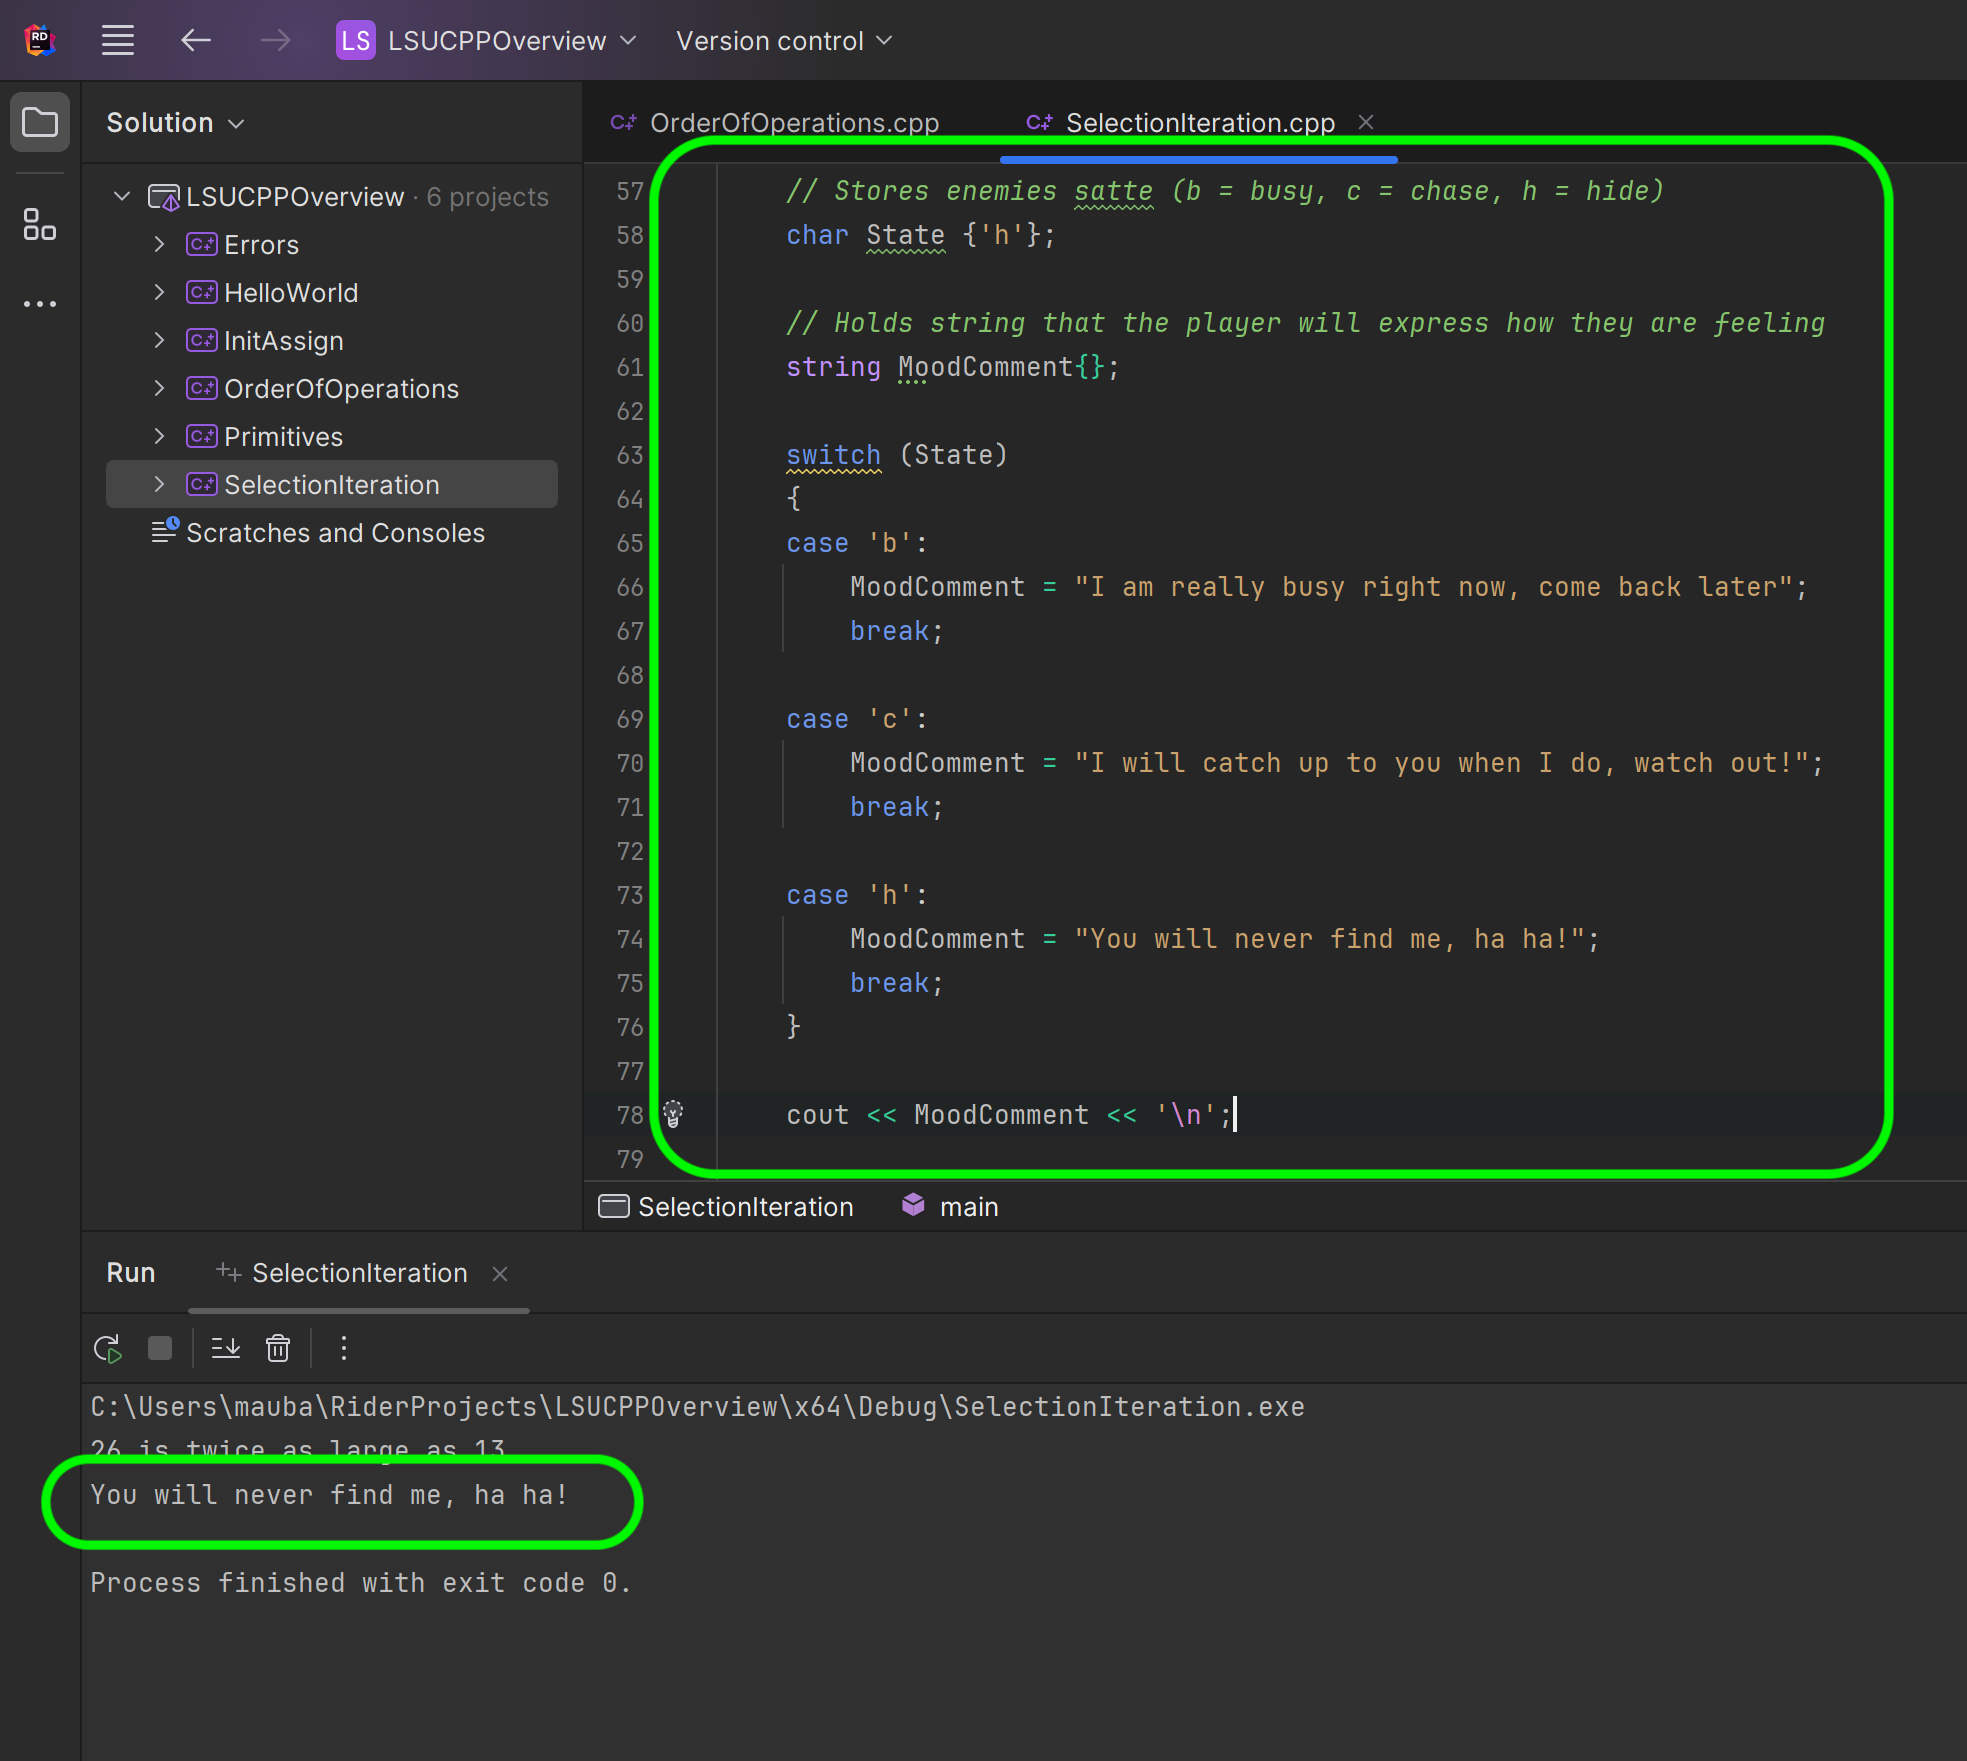 RD
LS LSUCPPOverview Version control
Solution
OrderOfOperations.cpp SelectionIteration.cpp
LSUCPPOverview · 6 projects
C++ Errors
C++ HelloWorld
C++ InitAssign
C++ OrderOfOperations
C++ Primitives
C++ SelectionIteration
Scratches and Consoles
57 // Stores enemies satte (b = busy, c = chase, h = hide)
58 char State {'h'};
59
60 // Holds string that the player will express how they are feeling
61 string MoodComment{};
62
63 switch (State)
64 {
65 case 'b':
66 MoodComment = "I am really busy right now, come back later";
67 break;
68
69 case 'c':
70 MoodComment = "I will catch up to you when I do, watch out!";
71 break;
72
73 case 'h':
74 MoodComment = "You will never find me, ha ha!";
75 break;
76 }
77
78 cout << MoodComment << '\n';
79
SelectionIteration main
Run SelectionIteration
C:\Users\mauba\RiderProjects\LSUCPPOverview\x64\Debug\SelectionIteration.exe
26 is twice as large as 13
You will never find me, ha ha!
Process finished with exit code 0.